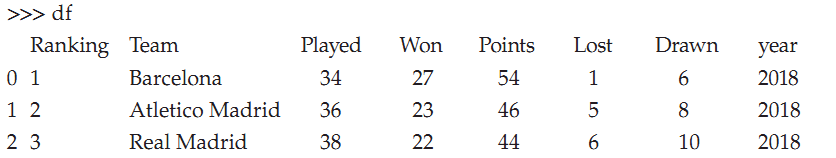 >>> df
Ranking Team Played Won Points Lost Drawn year
0 1 Barcelona 34 27 54 1 6 2018
1 2 Atletico Madrid 36 23 46 5 8 2018
2 3 Real Madrid 38 22 44 6 10 2018